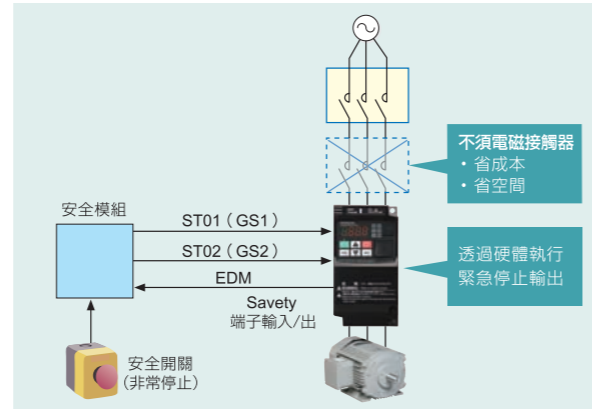 不須電磁接觸器
・省成本
・省空間
安全模組
ST01（GS1）
ST02（GS2）
EDM
Savety
端子輸入/出
透過硬體執行
緊急停止輸出
安全開關
（非常停止）